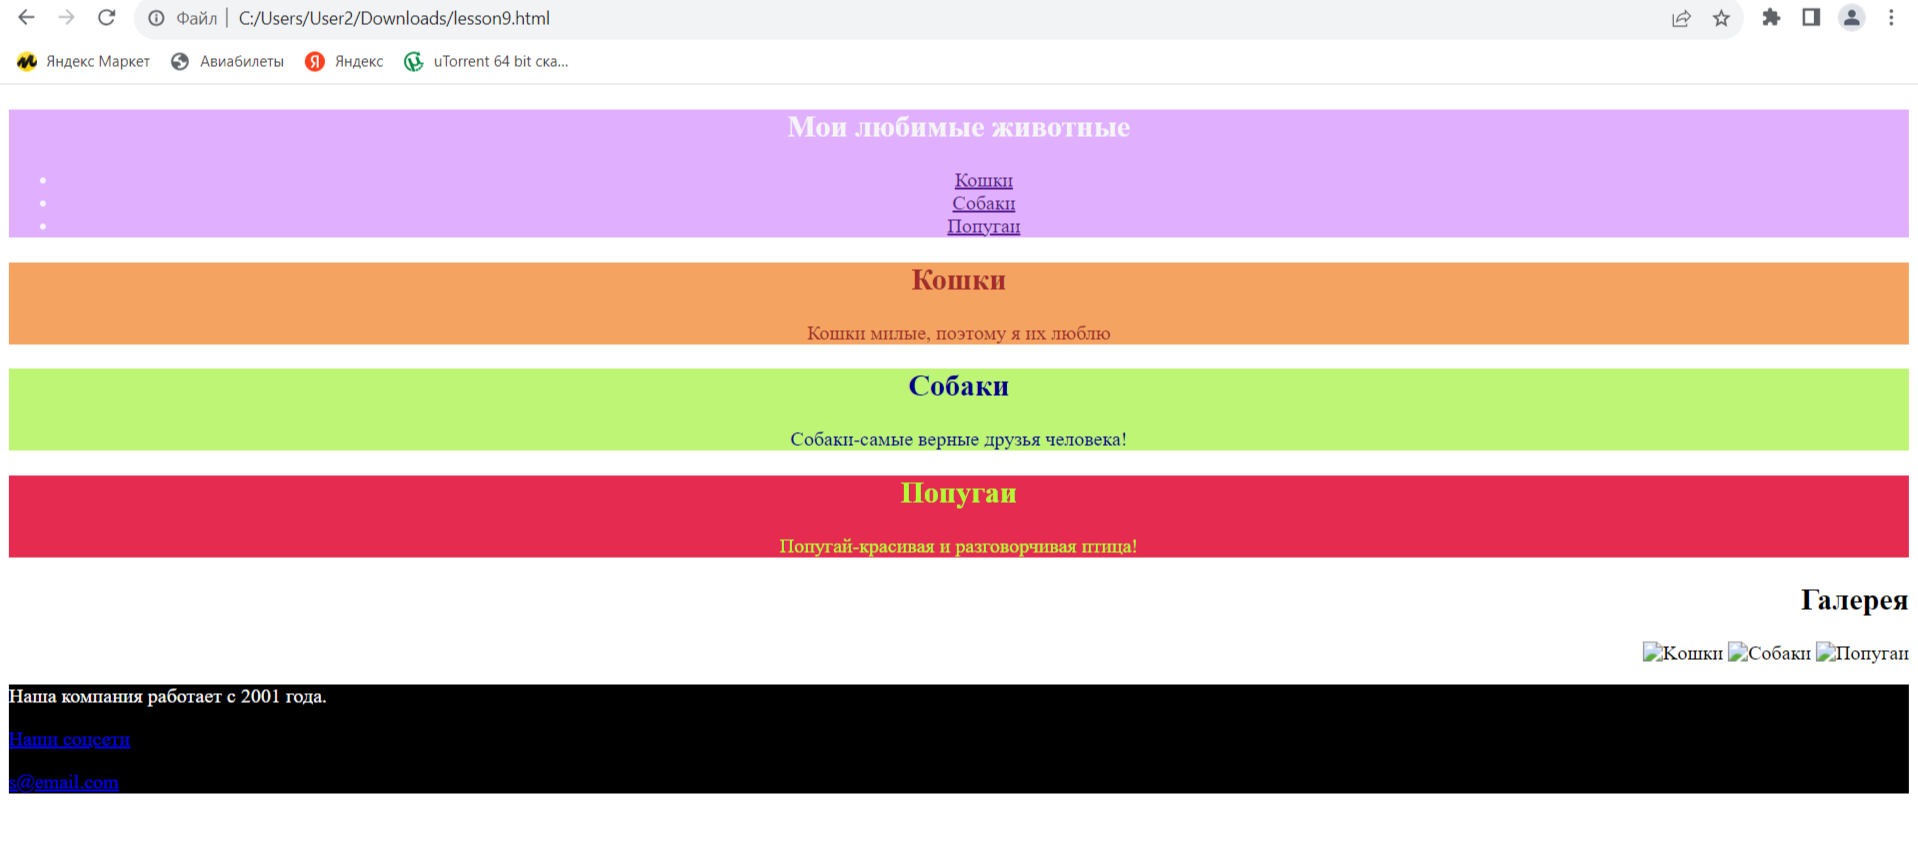 Файл | C:/Users/User2/Downloads/lesson9.html
Яндекс Маркет Авиабилеты Яндекс uTorrent 64 bit ска...
Мои любимые животные
Кошки
Собаки
Попугаи
Кошки
Кошки милые, поэтому я их люблю
Собаки
Собаки-самые верные друзья человека!
Попугаи
Попугай-красивая и разговорчивая птица!
Галерея
Кошки Собаки Попугаи
Наша компания работает с 2001 года.
Наши соцсети
s@email.com